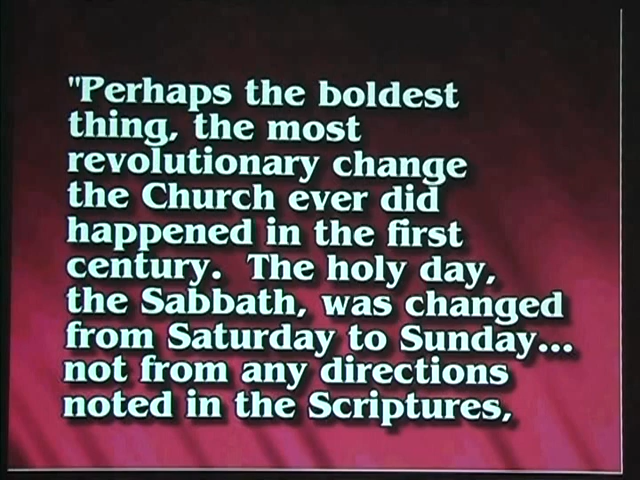 "Perhaps the boldest
thing, the most
revolutionary change
the Church ever did
happened in the first
century.  The holy day,
the Sabbath, was changed
from Saturday to Sunday...
not from any directions
noted in the Scriptures,